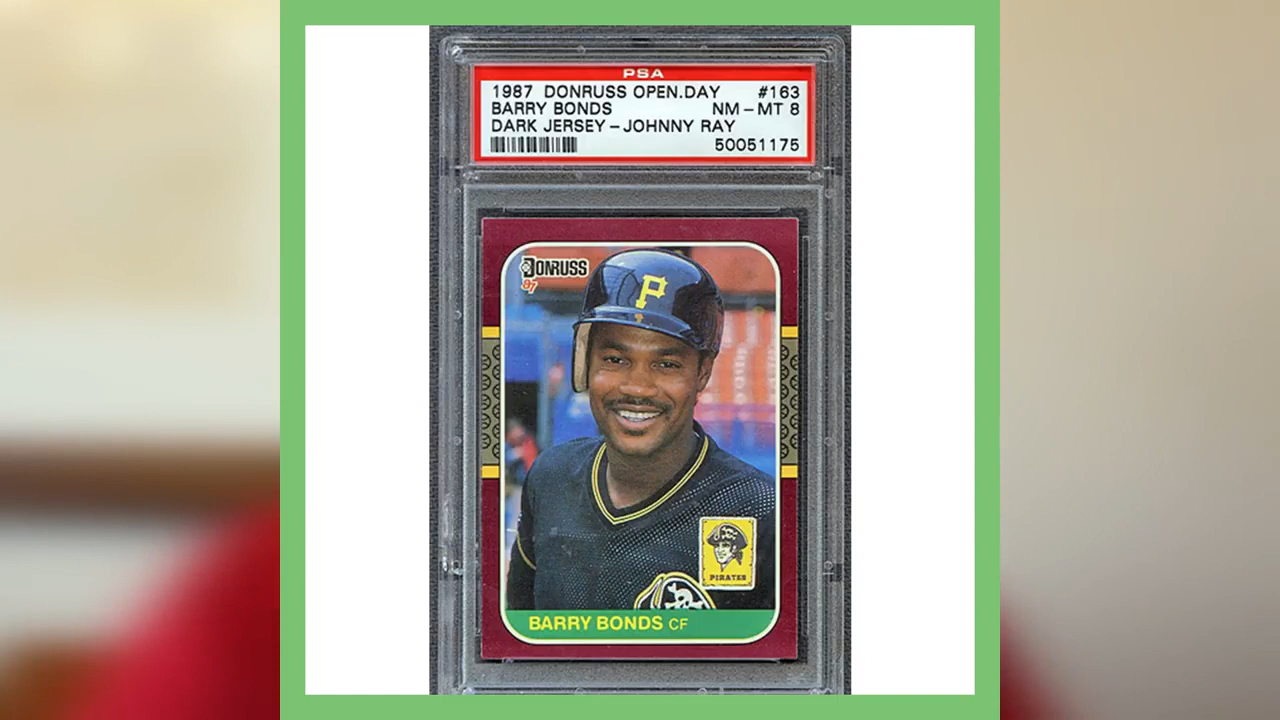 PSA
1987 DONRUSS OPEN.DAY #163
BARRY BONDS NM-MT 8
DARK JERSEY-JOHNNY RAY
50051175
DONRUSS
87
P
PIRATES
BARRY BONDS CF